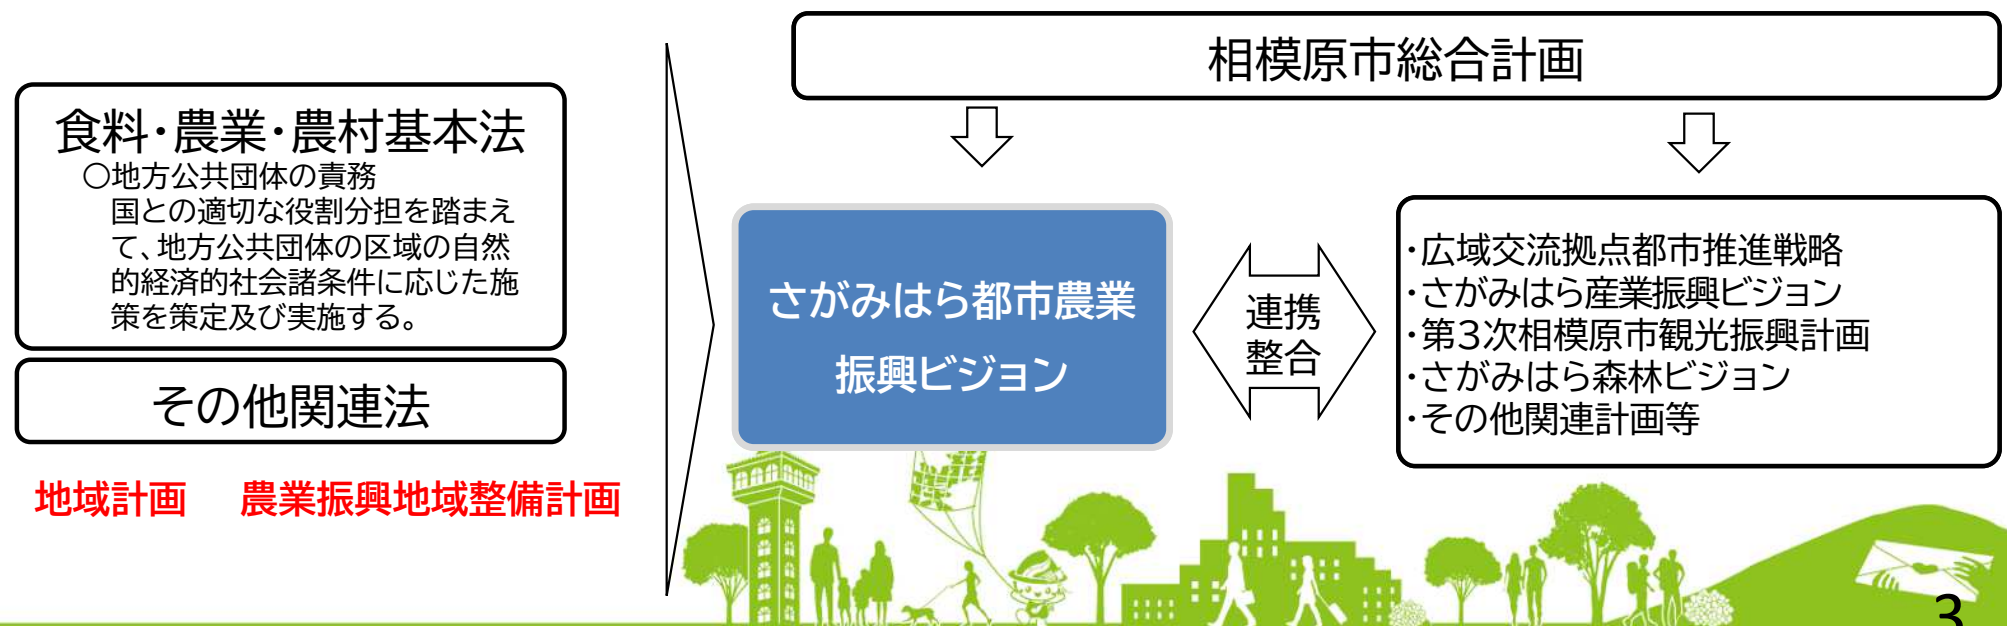 相模原市総合計画
食料・農業・農村基本法
○地方公共団体の責務
国との適切な役割分担を踏まえ
て、地方公共団体の区域の自然
的経済的社会諸条件に応じた施
策を策定及び実施する。
その他関連法
地域計画 農業振興地域整備計画
さがみはら都市農業
振興ビジョン
連携
整合
・広域交流拠点都市推進戦略
・さがみはら産業振興ビジョン
・第3次相模原市観光振興計画
・さがみはら森林ビジョン
・その他関連計画等
3